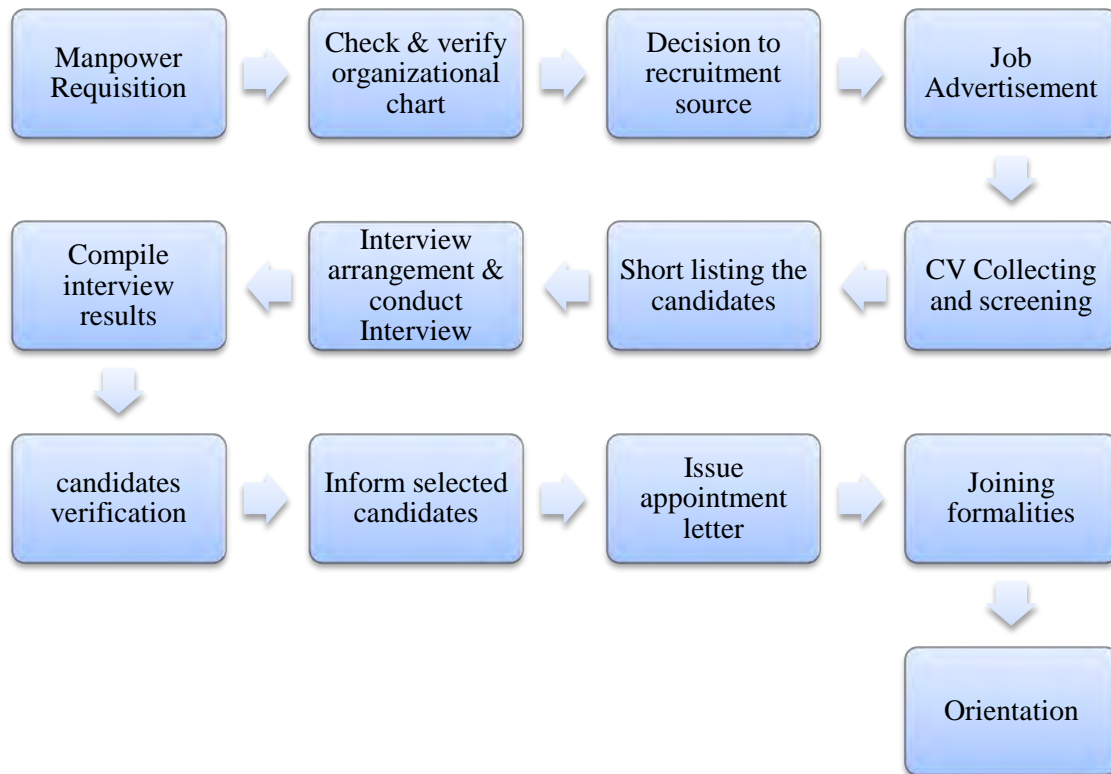 Manpower
Requisition
Check & verify
organizational
chart
Decision to
recruitment
source
Job
Advertisement
CV Collecting
and screening
Short listing the
candidates
Interview
arrangement &
conduct
Interview
Compile
interview
results
candidates
verification
Inform selected
candidates
Issue
appointment
letter
Joining
formalities
Orientation